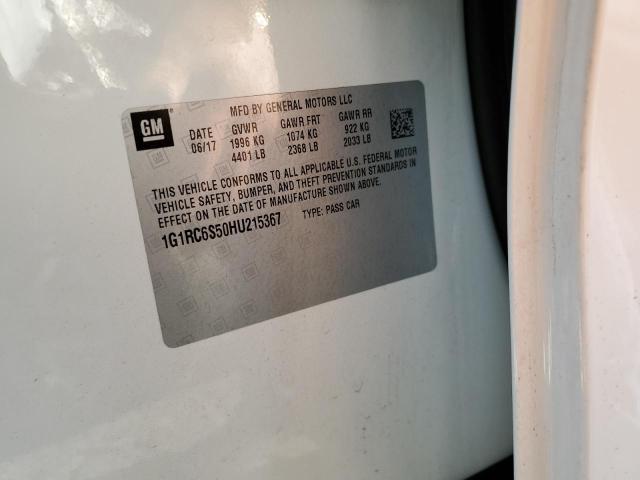 GM
MFD BY GENERAL MOTORS LLC
DATE GVWR GAWR FRT GAWR RR
06/17 1996 KG 1074 KG 922 KG
4401 LB 2368 LB 2033 LB
THIS VEHICLE CONFORMS TO ALL APPLICABLE U.S. FEDERAL MOTOR
VEHICLE SAFETY, BUMPER, AND THEFT PREVENTION STANDARDS IN
EFFECT ON THE DATE OF MANUFACTURE SHOWN ABOVE.
1G1RC6S50HU215367 TYPE: PASS CAR